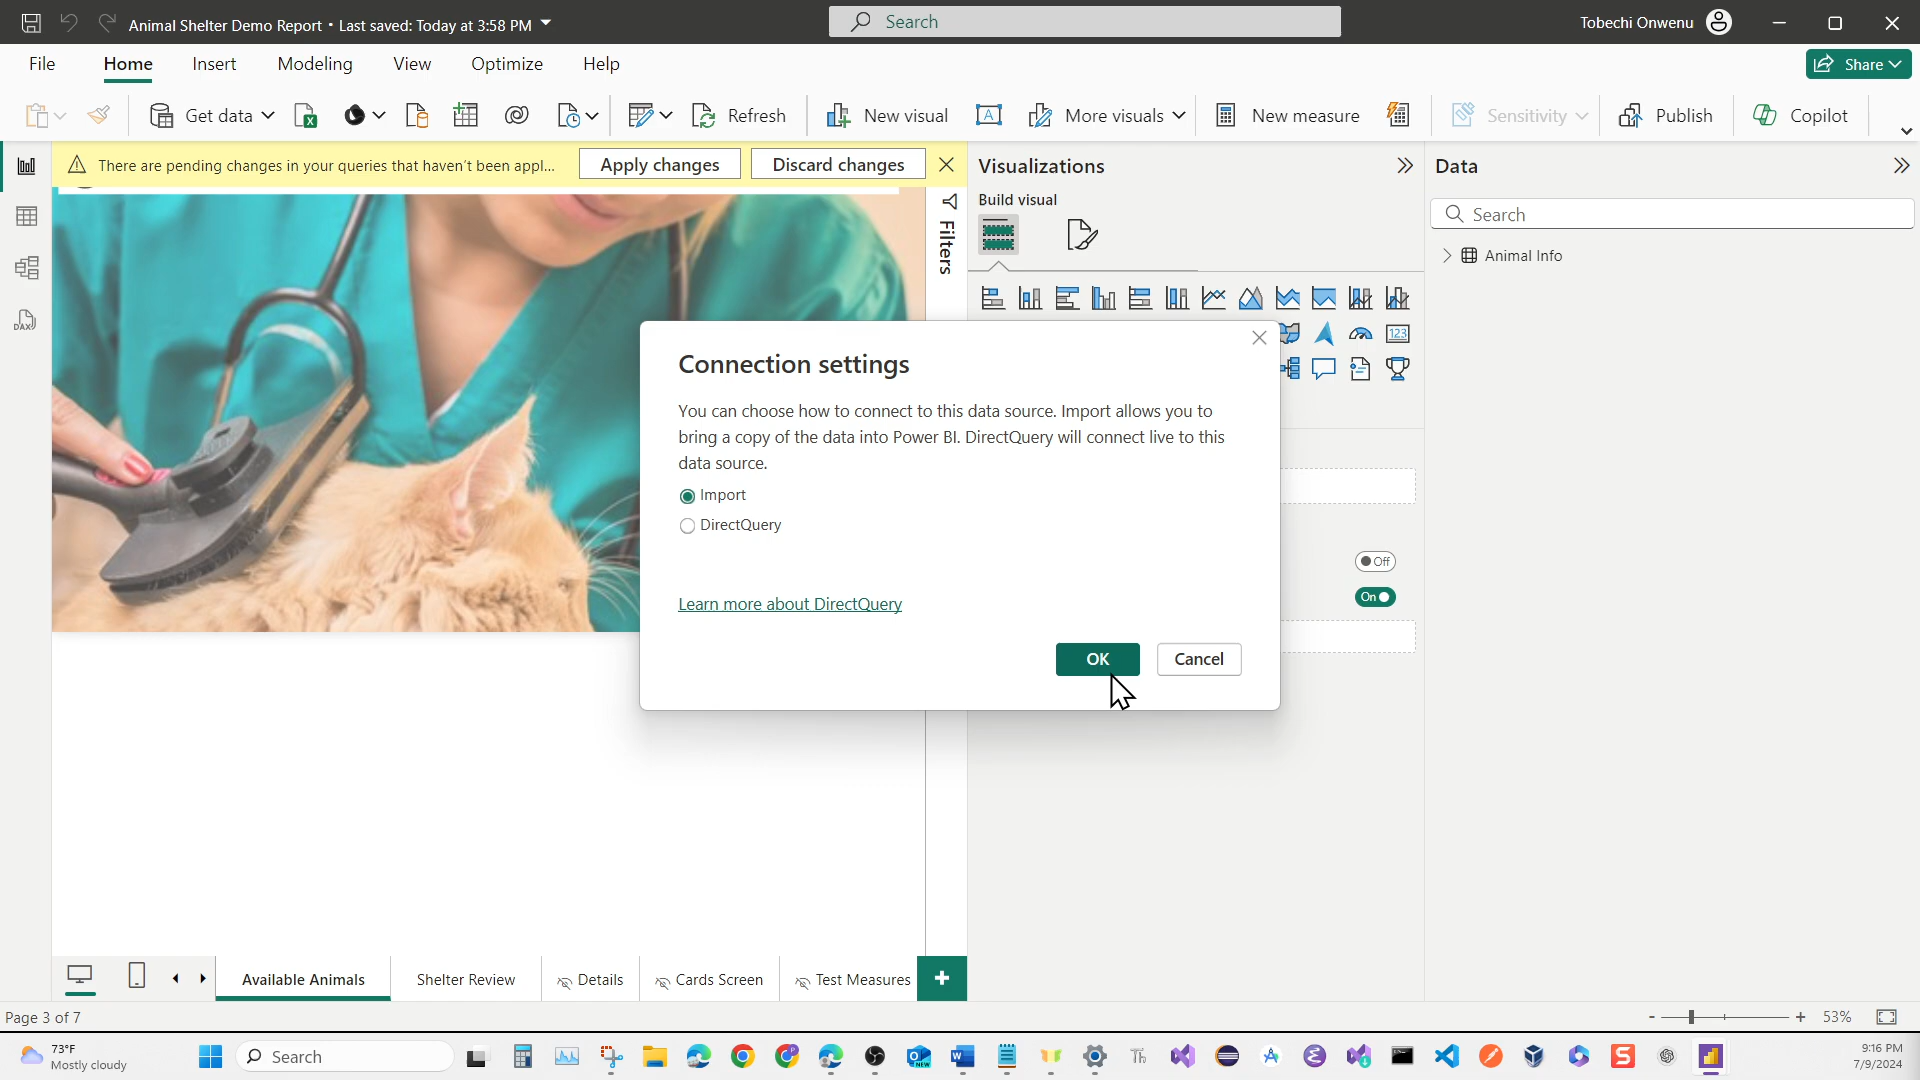 Animal Shelter Demo Report • Last saved: Today at 3:58 PM
Search
Tobechi Onwenu
File
Home
Insert
Modeling
View
Optimize
Help
Share
Get data
Refresh
New visual
A
More visuals
New measure
Sensitivity
Publish
Copilot
There are pending changes in your queries that haven't been appl...
Apply changes
Discard changes
Visualizations
Data
Build visual
Search
Filters
Animal Info
DAX
123
Connection settings
You can choose how to connect to this data source. Import allows you to
bring a copy of the data into Power BI. DirectQuery will connect live to this
data source.
Import
DirectQuery
Off
On
Learn more about DirectQuery
OK
Cancel
Available Animals
Shelter Review
Details
Cards Screen
Test Measures
+
Page 3 of 7
- + 53%
73°F
Mostly cloudy
Search
NEW
Th
9:16 PM
7/9/2024